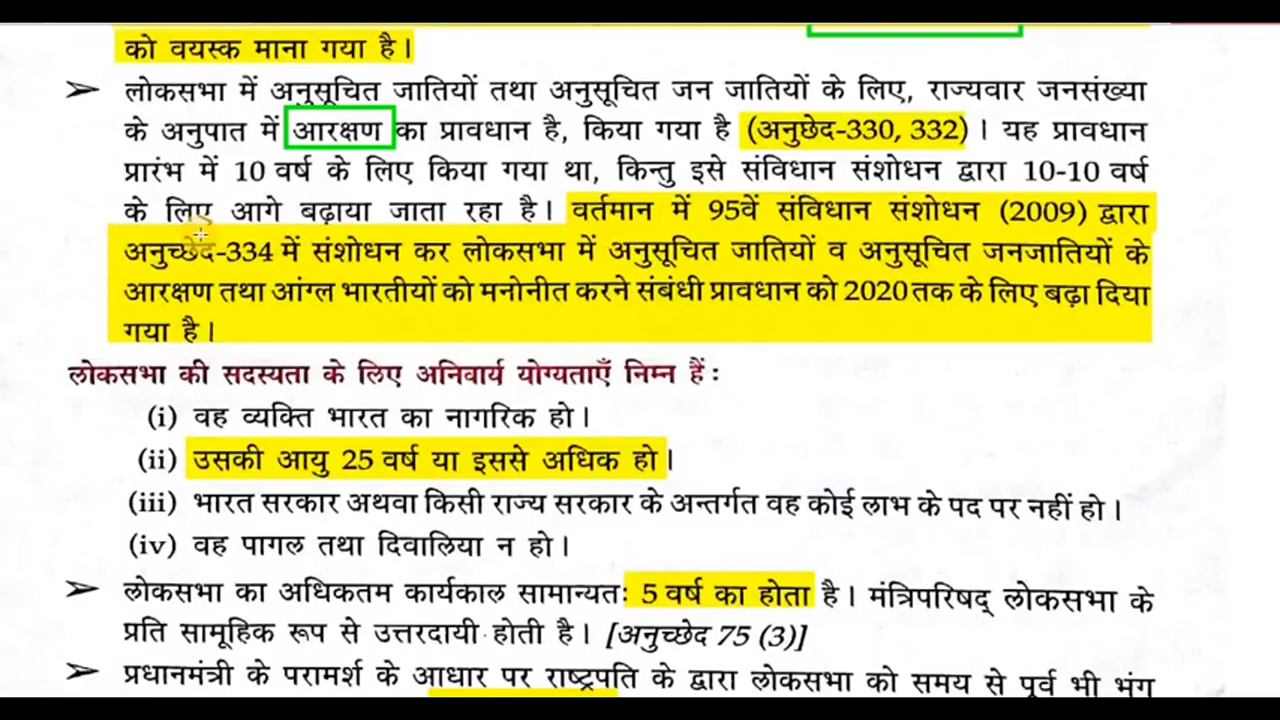 को वयस्क माना गया है।
➢ लोकसभा में अनुसूचित जातियों तथा अनुसूचित जन जातियों के लिए, राज्यवार जनसंख्या
के अनुपात में आरक्षण का प्रावधान है, किया गया है (अनुछेद-330, 332)। यह प्रावधान
प्रारंभ में 10 वर्ष के लिए किया गया था, किन्तु इसे संविधान संशोधन द्वारा 10-10 वर्ष
के लिए आगे बढ़ाया जाता रहा है। वर्तमान में 95वें संविधान संशोधन (2009) द्वारा
अनुच्छेद-334 में संशोधन कर लोकसभा में अनुसूचित जातियों व अनुसूचित जनजातियों के
आरक्षण तथा आंग्ल भारतीयों को मनोनीत करने संबंधी प्रावधान को 2020 तक के लिए बढ़ा दिया
गया है।
लोकसभा की सदस्यता के लिए अनिवार्य योग्यताएँ निम्न हैं:
(i) वह व्यक्ति भारत का नागरिक हो।
(ii) उसकी आयु 25 वर्ष या इससे अधिक हो।
(iii) भारत सरकार अथवा किसी राज्य सरकार के अन्तर्गत वह कोई लाभ के पद पर नहीं हो।
(iv) वह पागल तथा दिवालिया न हो।
➢ लोकसभा का अधिकतम कार्यकाल सामान्यतः 5 वर्ष का होता है। मंत्रिपरिषद् लोकसभा के
प्रति सामूहिक रूप से उत्तरदायी होती है। [अनुच्छेद 75 (3)]
➢ प्रधानमंत्री के परामर्श के आधार पर राष्ट्रपति के द्वारा लोकसभा को समय से पूर्व भी भंग